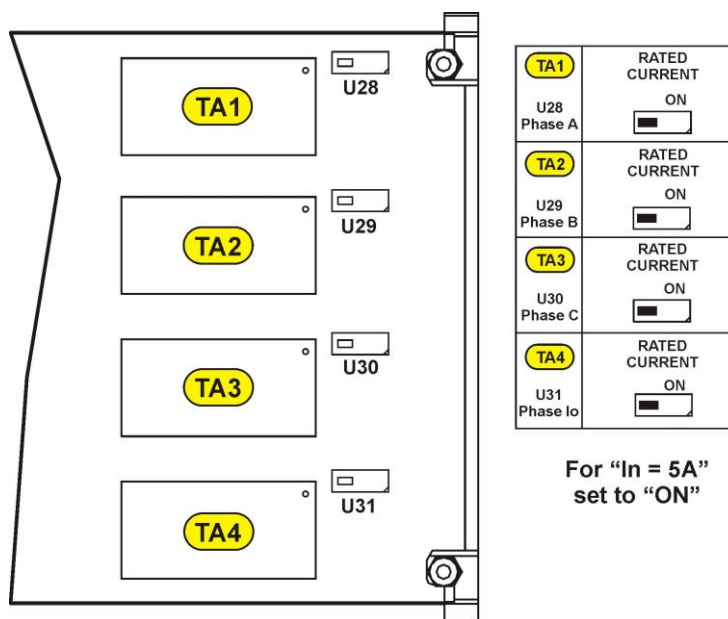 TA1
U28
TA2
U29
TA3
U30
TA4
U31
TA1
U28
Phase A
RATED
CURRENT
ON
TA2
U29
Phase B
RATED
CURRENT
ON
TA3
U30
Phase C
RATED
CURRENT
ON
TA4
U31
Phase Io
RATED
CURRENT
ON
For “In = 5A”
set to “ON”